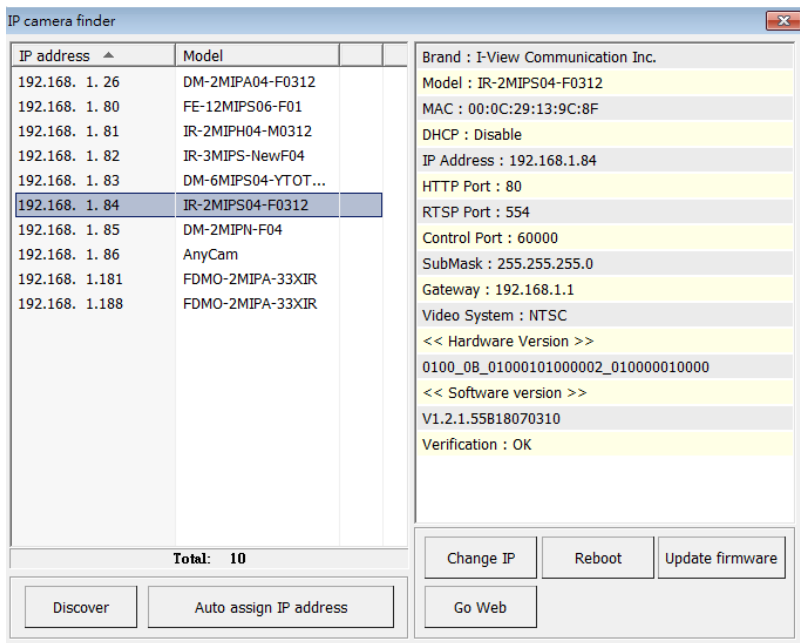 IP camera finder
IP address Model
192.168. 1. 26 DM-2MIPA04-F0312
192.168. 1. 80 FE-12MIPS06-F01
192.168. 1. 81 IR-2MIPH04-M0312
192.168. 1. 82 IR-3MIPS-NewF04
192.168. 1. 83 DM-6MIPS04-YTOT...
192.168. 1. 84 IR-2MIPS04-F0312
192.168. 1. 85 DM-2MIPN-F04
192.168. 1. 86 AnyCam
192.168. 1.181 FDMO-2MIPA-33XIR
192.168. 1.188 FDMO-2MIPA-33XIR
Total: 10
Discover
Auto assign IP address
Brand : I-View Communication Inc.
Model : IR-2MIPS04-F0312
MAC : 00:0C:29:13:9C:8F
DHCP : Disable
IP Address : 192.168.1.84
HTTP Port : 80
RTSP Port : 554
Control Port : 60000
SubMask : 255.255.255.0
Gateway : 192.168.1.1
Video System : NTSC
<< Hardware Version >>
0100_0B_01000101000002_010000010000
<< Software version >>
V1.2.1.55B18070310
Verification : OK
Change IP
Reboot
Update firmware
Go Web